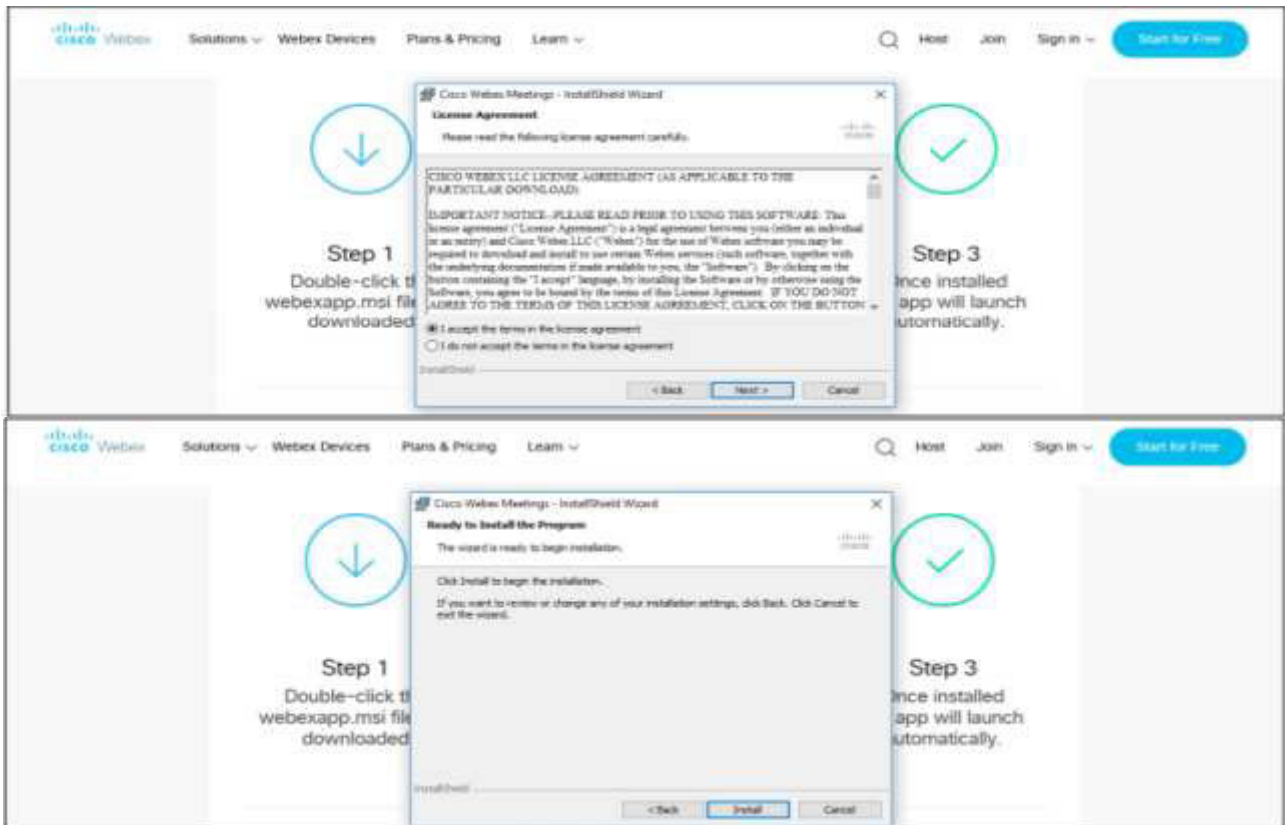 cisco Webex Solutions Webex Devices Plans & Pricing Learn Host Join Sign in Start for Free
Cisco Webex Meetings - InstallShield Wizard
License Agreement
Please read the following license agreement carefully.
CISCO WEBEX LLC LICENSE AGREEMENT (AS APPLICABLE TO THE
PARTICULAR DOWNLOAD)
IMPORTANT NOTICE--PLEASE READ PRIOR TO USING THIS SOFTWARE: This
license agreement ("License Agreement") is a legal agreement between you (either an individual
or an entity) and Cisco Webex LLC ("Webex") for the use of Webex software you may be
required to download and install to use certain Webex services (such software, together with
the underlying documentation if made available to you, the "Software"). By clicking on the
button containing the "I accept" language, by installing the Software or by otherwise using the
Software, you agree to be bound by the terms of this License Agreement. IF YOU DO NOT
AGREE TO THE TERMS OF THIS LICENSE AGREEMENT, CLICK ON THE BUTTON
I accept the terms in the license agreement
I do not accept the terms in the license agreement
InstallShield
< Back Next > Cancel
Step 1
Double-click th
webexapp.msi file
downloaded
Step 3
Once installed
app will launch
utomatically.
cisco Webex Solutions Webex Devices Plans & Pricing Learn Host Join Sign in Start for Free
Cisco Webex Meetings - InstallShield Wizard
Ready to Install the Program
The wizard is ready to begin installation.
Click Install to begin the installation.
If you want to review or change any of your installation settings, click Back. Click Cancel to
exit the wizard.
InstallShield
< Back Install Cancel
Step 1
Double-click th
webexapp.msi file
downloaded
Step 3
Once installed
app will launch
utomatically.